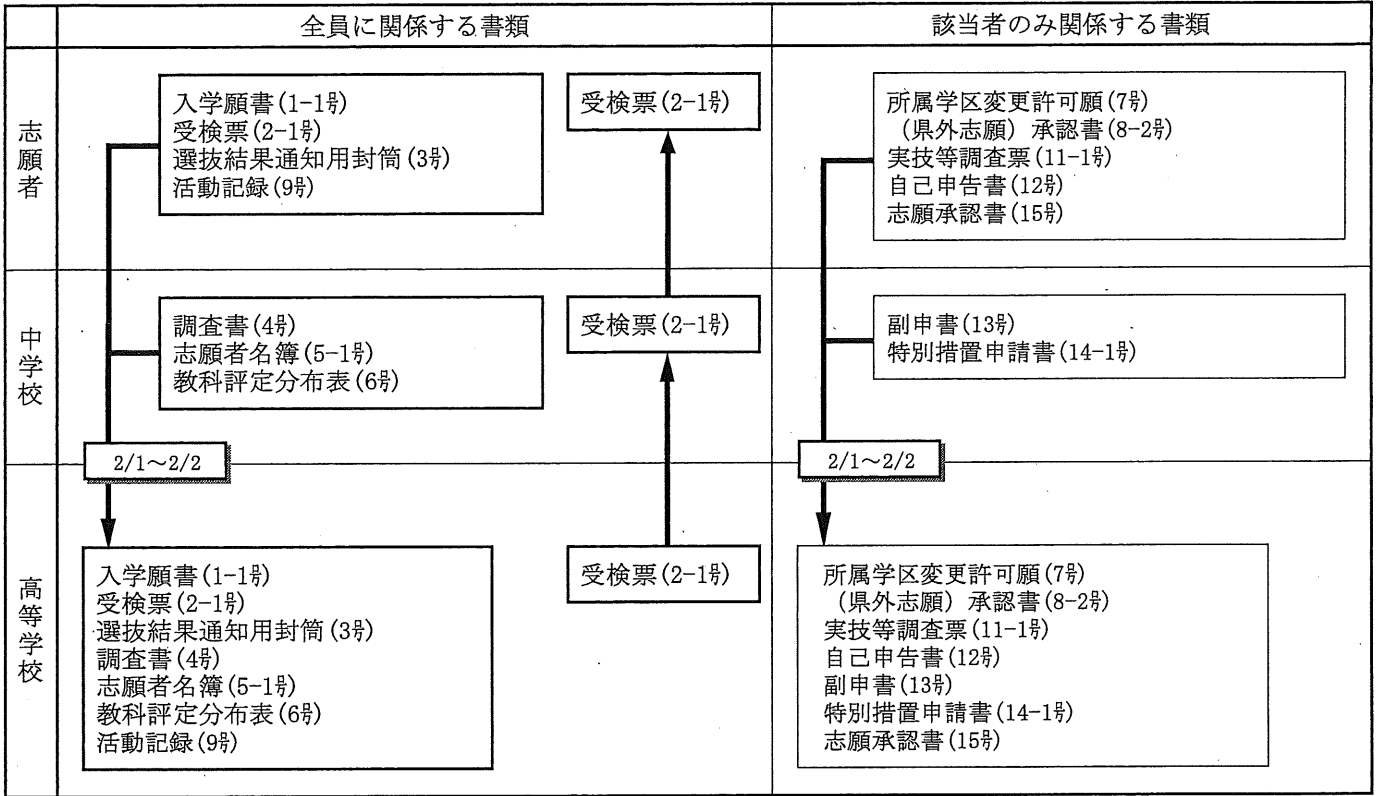 全員に関係する書類
該当者のみ関係する書類
志願者
入学願書(1-1号)
受検票(2-1号)
選抜結果通知用封筒(3号)
活動記録(9号)
受検票(2-1号)
所属学区変更許可願(7号)
(県外志願)承認書(8-2号)
実技等調査票(11-1号)
自己申告書(12号)
志願承認書(15号)
中学校
調査書(4号)
志願者名簿(5-1号)
教科評定分布表(6号)
受検票(2-1号)
副申書(13号)
特別措置申請書(14-1号)
2/1～2/2
2/1～2/2
高等学校
入学願書(1-1号)
受検票(2-1号)
選抜結果通知用封筒(3号)
調査書(4号)
志願者名簿(5-1号)
教科評定分布表(6号)
活動記録(9号)
受検票(2-1号)
所属学区変更許可願(7号)
(県外志願)承認書(8-2号)
実技等調査票(11-1号)
自己申告書(12号)
副申書(13号)
特別措置申請書(14-1号)
志願承認書(15号)